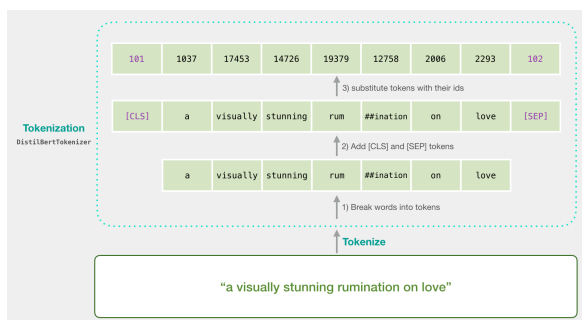 101 1037 17453 14726 19379 12758 2006 2293 102
3) substitute tokens with their ids
[CLS] a visually stunning rum ##ination on love [SEP]
Tokenization
DistilBertTokenizer
2) Add [CLS] and [SEP] tokens
a visually stunning rum ##ination on love
1) Break words into tokens
Tokenize
“a visually stunning rumination on love”